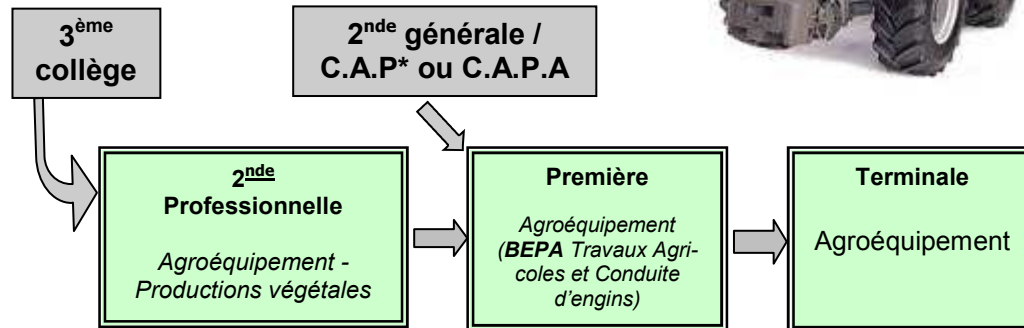 3ème
collège
2nde générale /
C.A.P* ou C.A.P.A
2nde
Professionnelle
Agroéquipement -
Productions végétales
Première
Agroéquipement
(BEPA Travaux Agri-
coles et Conduite
d'engins)
Terminale
Agroéquipement